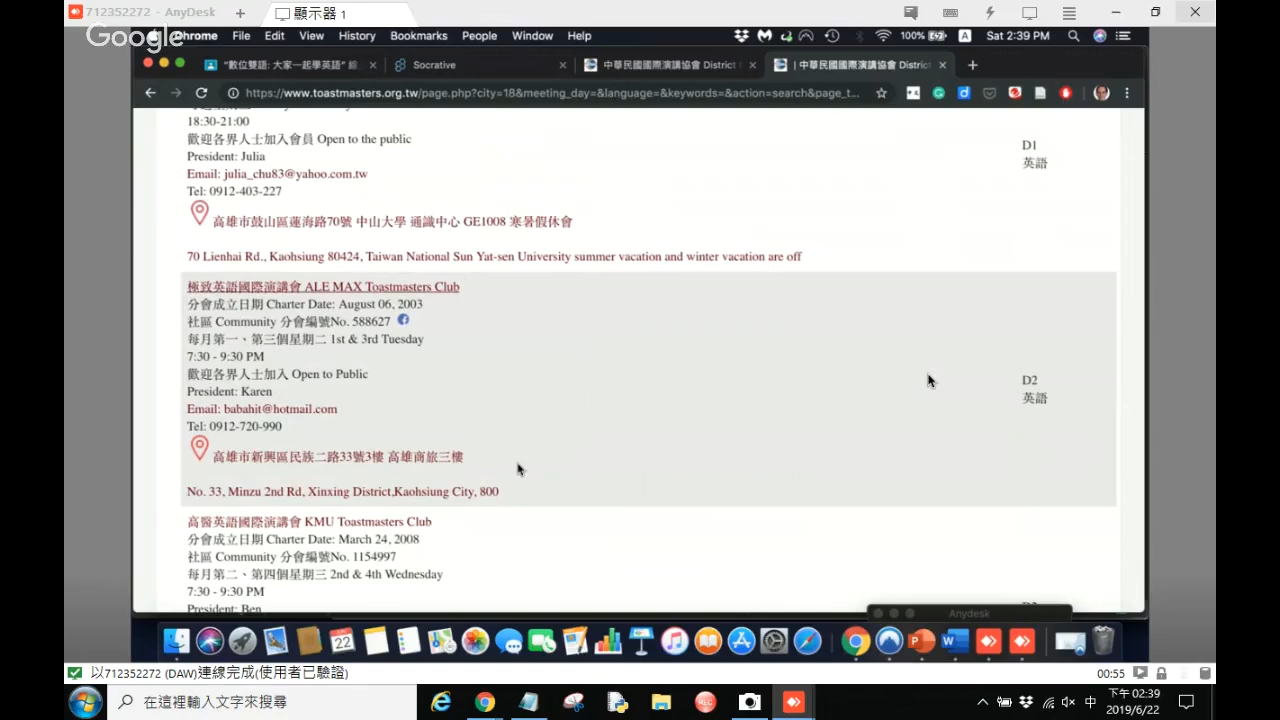 712352272 — AnyDesk
顯示器 1
Google
Chrome File Edit View History Bookmarks People Window Help
100% Sat 2:39 PM
"數位雙語: 大家一起學英語"
Socrative
中華民國國際演講協會 District
| 中華民國國際演講協會 District
https://www.toastmasters.org.tw/page.php?city=18&meeting_day=&language=&keywords=&action=search&page_t...
18:30-21:00
歡迎各界人士加入會員 Open to the public
President: Julia
Email: julia_chu83@yahoo.com.tw
Tel: 0912-403-227
D1
英語
高雄市鼓山區蓮海路70號 中山大學 通識中心 GE1008 寒暑假休會
70 Lienhai Rd., Kaohsiung 80424, Taiwan National Sun Yat-sen University summer vacation and winter vacation are off
極致英語國際演講會 ALE MAX Toastmasters Club
分會成立日期 Charter Date: August 06, 2003
社區 Community 分會編號No. 588627
每月第一、第三個星期二 1st & 3rd Tuesday
7:30 - 9:30 PM
歡迎各界人士加入 Open to Public
President: Karen
Email: babahit@hotmail.com
Tel: 0912-720-990
D2
英語
高雄市新興區民族二路33號3樓 高雄商旅三樓
No. 33, Minzu 2nd Rd, Xinxing District,Kaohsiung City, 800
高醫英語國際演講會 KMU Toastmasters Club
分會成立日期 Charter Date: March 24, 2008
社區 Community 分會編號No. 1154997
每月第二、第四個星期三 2nd & 4th Wednesday
7:30 - 9:30 PM
President: Ben
Anydesk
22
以712352272 (DAW)連線完成(使用者已驗證)
00:55
在這裡輸入文字來搜尋
REC
中
下午 02:39
2019/6/22